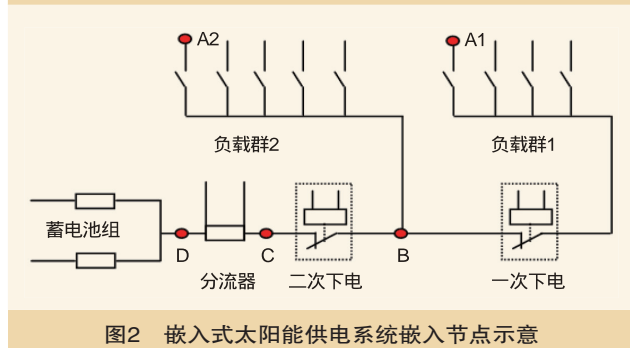 A2
A1
负载群2
负载群1
蓄电池组
D
C
B
分流器
二次下电
一次下电
图2 嵌入式太阳能供电系统嵌入节点示意